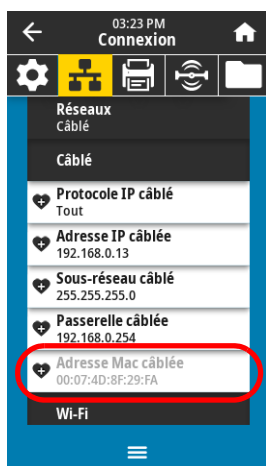 03:23 PM
Connexion
Réseaux
Câblé
Câblé
Protocole IP câblé
Tout
Adresse IP câblée
192.168.0.13
Sous-réseau câblé
255.255.255.0
Passerelle câblée
192.168.0.254
Adresse Mac câblée
00:07:4D:8F:29:FA
Wi-Fi